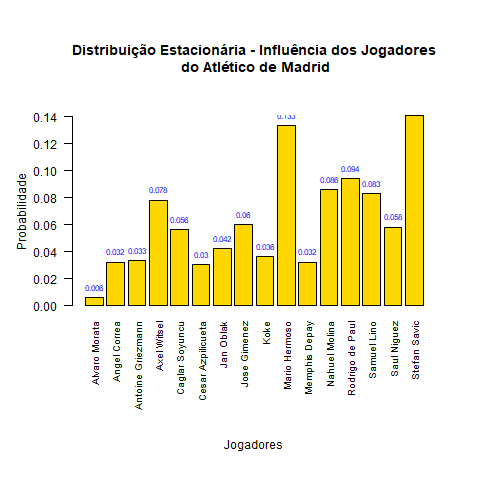 Distribuição Estacionária - Influência dos Jogadores
do Atlético de Madrid
Probabilidade
0.14
0.12
0.10
0.08
0.06
0.04
0.02
0.00
0.006
0.032
0.033
0.078
0.056
0.03
0.042
0.06
0.036
0.133
0.032
0.086
0.094
0.083
0.058
Alvaro Morata
Angel Correa
Antoine Griezmann
Axel Witsel
Caglar Soyuncu
Cesar Azpilicueta
Jan Oblak
Jose Gimenez
Koke
Mario Hermoso
Memphis Depay
Nahuel Molina
Rodrigo de Paul
Samuel Lino
Saul Niguez
Stefan Savic
Jogadores